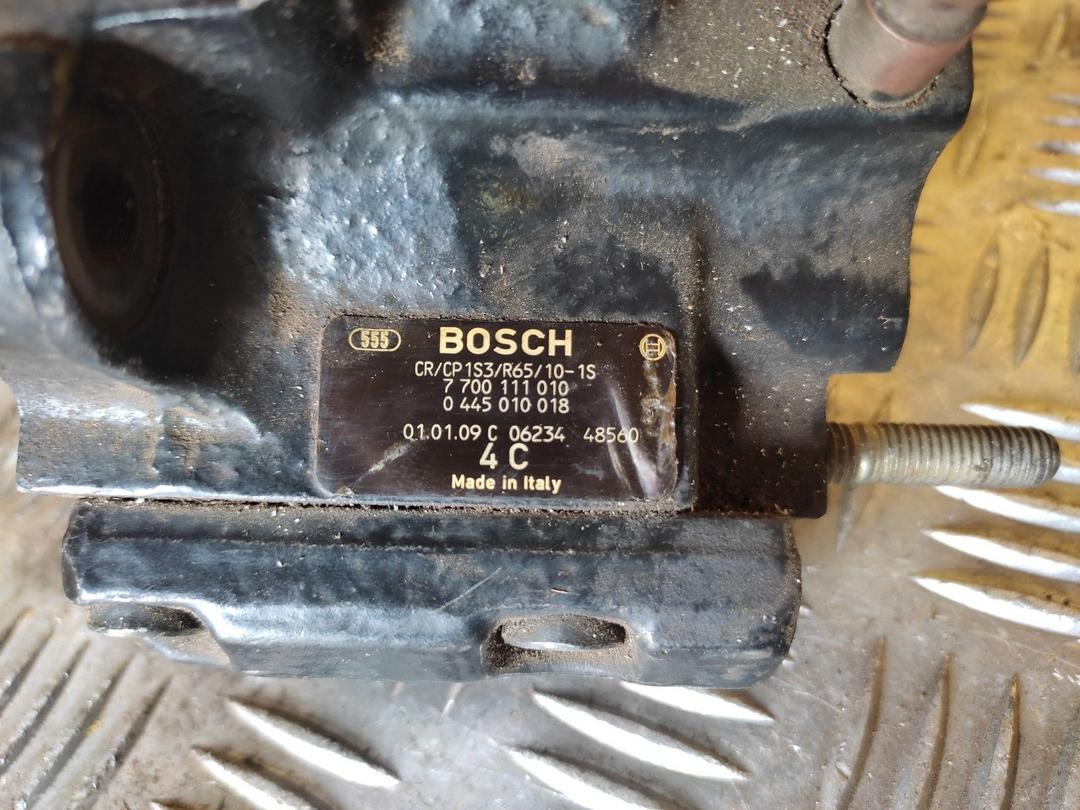 555 BOSCH
CR/CP1S3/R65/10-1S
7 700 111 010
0 445 010 018
01.01.09 C 06234 48560
4 C
Made in Italy